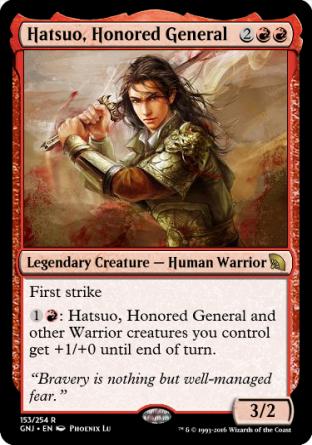 Hatsuo, Honored General 2
Legendary Creature — Human Warrior
First strike
1 : Hatsuo, Honored General and
other Warrior creatures you control
get +1/+0 until end of turn.
“Bravery is nothing but well-managed
fear.”
3/2
153/254 R
GNJ • EN Phoenix Lu
™ & © 1993-2016 Wizards of the Coast